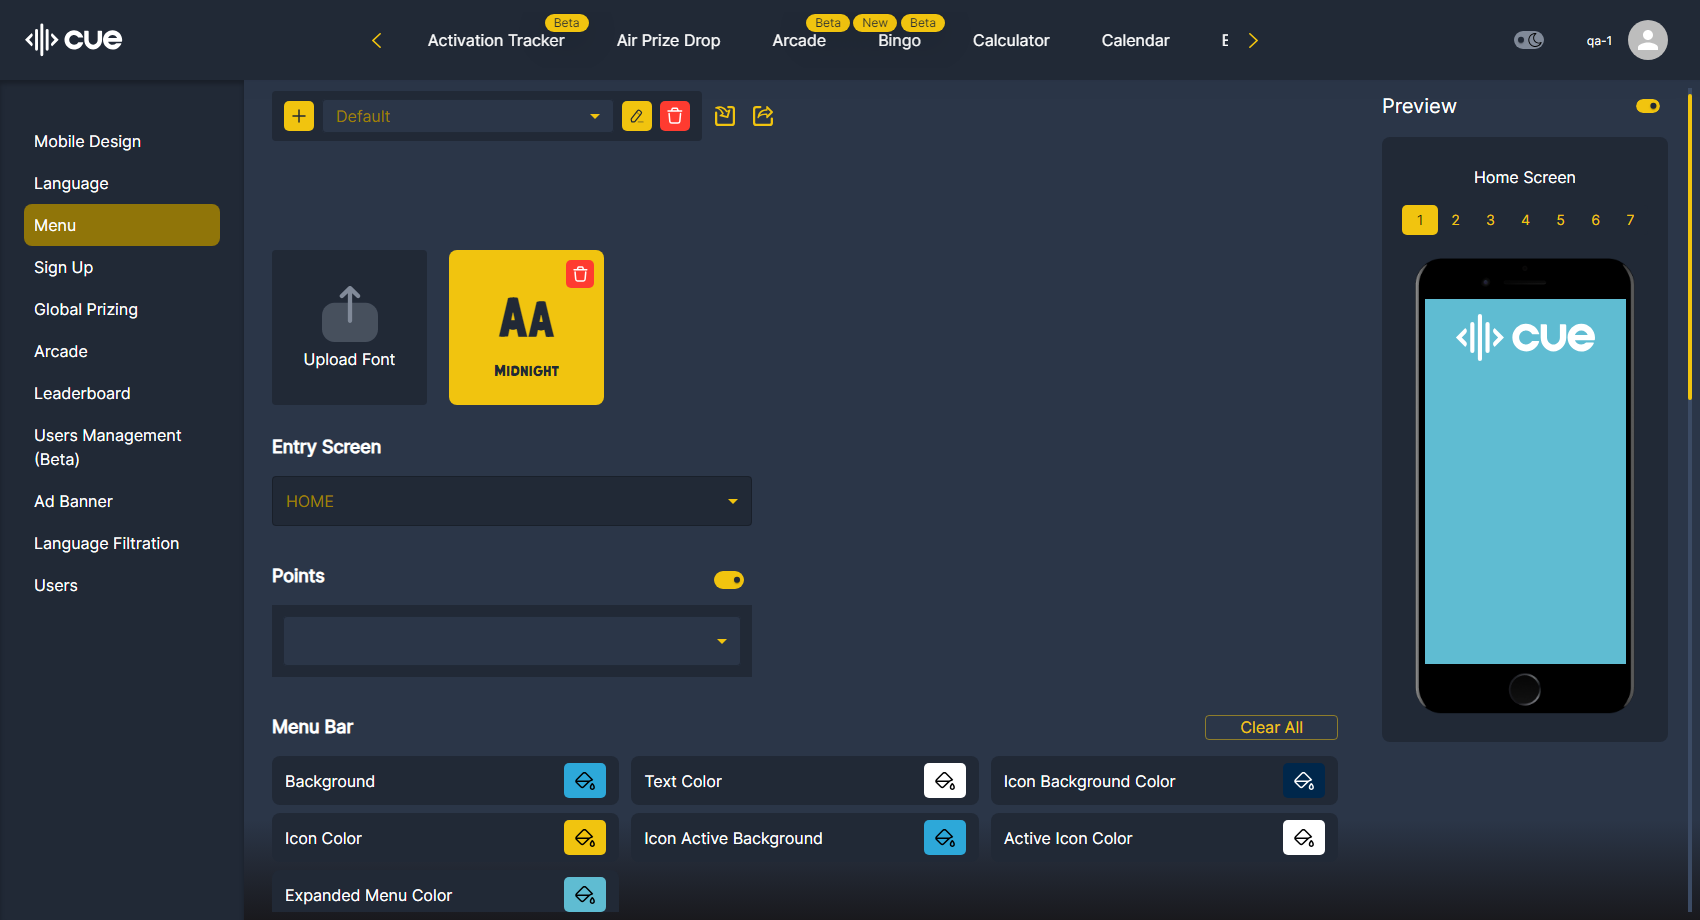 cue
Beta
Activation Tracker
Air Prize Drop
Beta
New
Beta
Arcade
Bingo
Calculator
Calendar
qa-1
Mobile Design
Language
Menu
Sign Up
Global Prizing
Arcade
Leaderboard
Users Management
(Beta)
Ad Banner
Language Filtration
Users
Default
Upload Font
AA
MIDNIGHT
Entry Screen
HOME
Points
Menu Bar
Clear All
Background
Text Color
Icon Background Color
Icon Color
Icon Active Background
Active Icon Color
Expanded Menu Color
Preview
Home Screen
1 2 3 4 5 6 7
cue